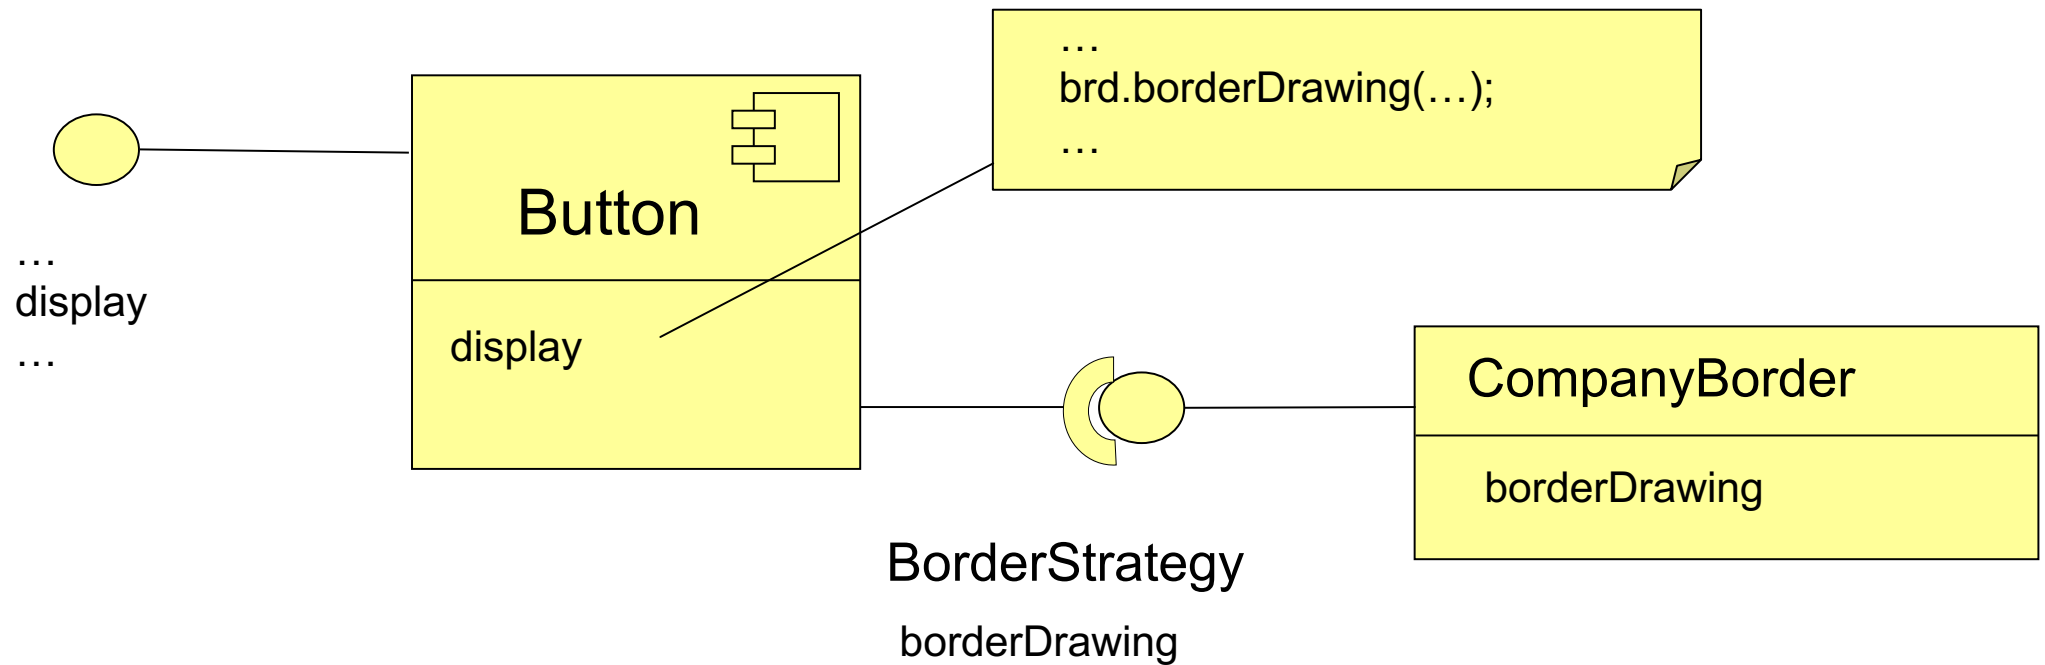 …
display
…
Button
display
…
brd.borderDrawing(…);
…
BorderStrategy
borderDrawing
CompanyBorder
borderDrawing